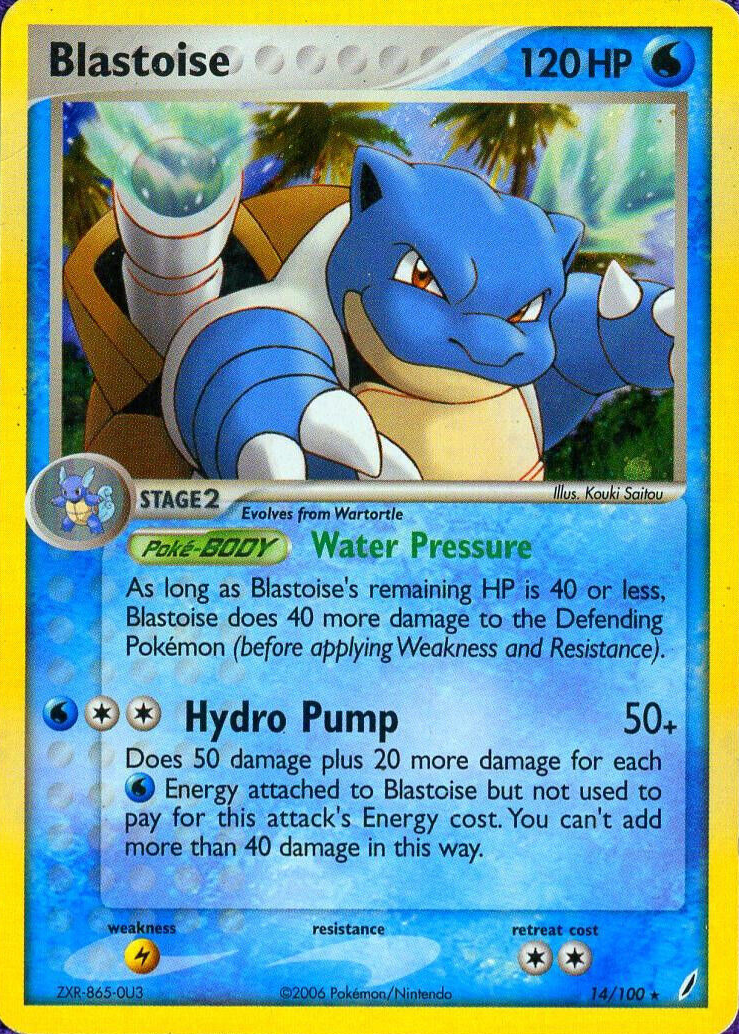 Blastoise 120 HP
Illus. Kouki Saitou
STAGE 2
Evolves from Wartortle
Poké-BODY Water Pressure
As long as Blastoise's remaining HP is 40 or less,
Blastoise does 40 more damage to the Defending
Pokémon (before applying Weakness and Resistance).
Hydro Pump 50+
Does 50 damage plus 20 more damage for each
Energy attached to Blastoise but not used to
pay for this attack's Energy cost. You can't add
more than 40 damage in this way.
weakness resistance retreat cost
ZXR-865-0U3 ©2006 Pokémon/Nintendo 14/100 ★